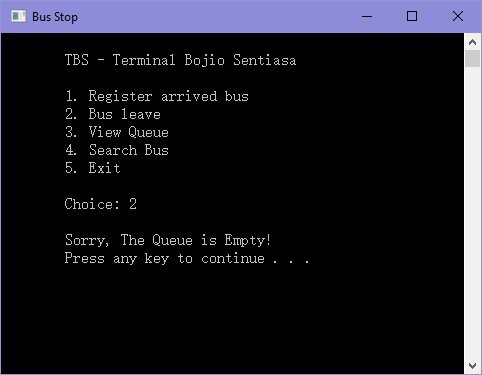 Bus Stop
TBS - Terminal Bojio Sentiasa
1. Register arrived bus
2. Bus leave
3. View Queue
4. Search Bus
5. Exit
Choice: 2
Sorry, The Queue is Empty!
Press any key to continue . . .